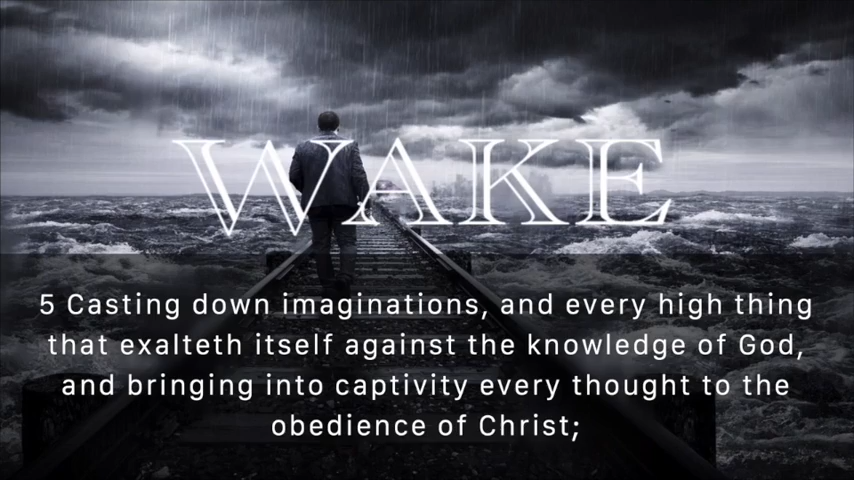 WAKE
5 Casting down imaginations, and every high thing
that exalteth itself against the knowledge of God,
and bringing into captivity every thought to the
obedience of Christ;